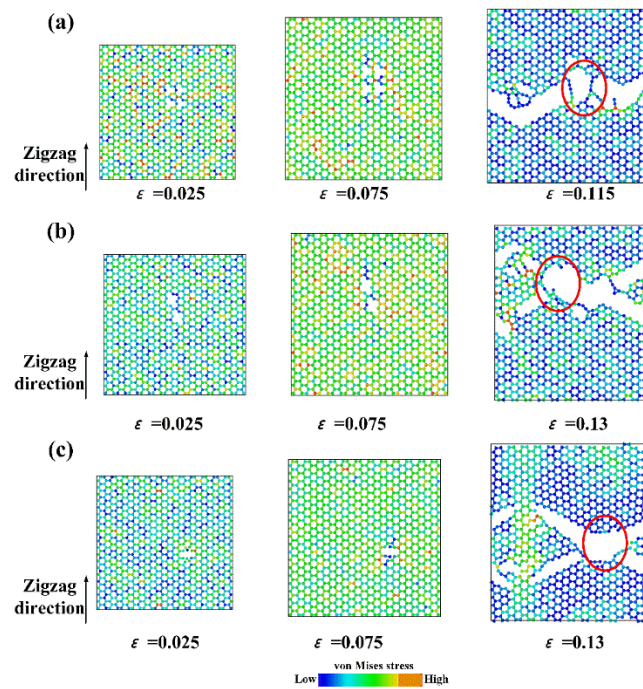 (a)
Zigzag
direction
ε =0.025
ε =0.075
ε =0.115
(b)
Zigzag
direction
ε =0.025
ε =0.075
ε =0.13
(c)
Zigzag
direction
ε =0.025
ε =0.075
ε =0.13
von Mises stress
Low
High